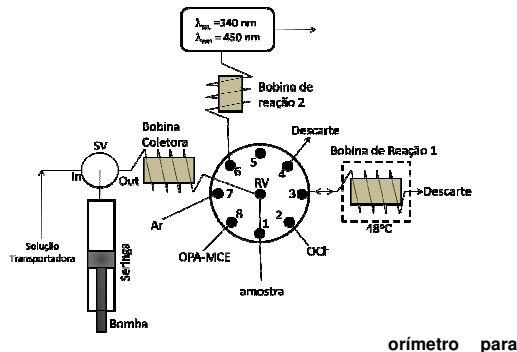 λexc. =340 nm
λemi = 450 nm
Bobina de
reação 2
Bobina
Coletora
Descarte
Bobina de Reação 1
SV
In
Out
5
6
4
RV
7
3
8
2
1
Descarte
48°C
Ar
OPA-MCE
OCl-
Solução
Transportadora
Seringa
amostra
Bomba
orímetro para